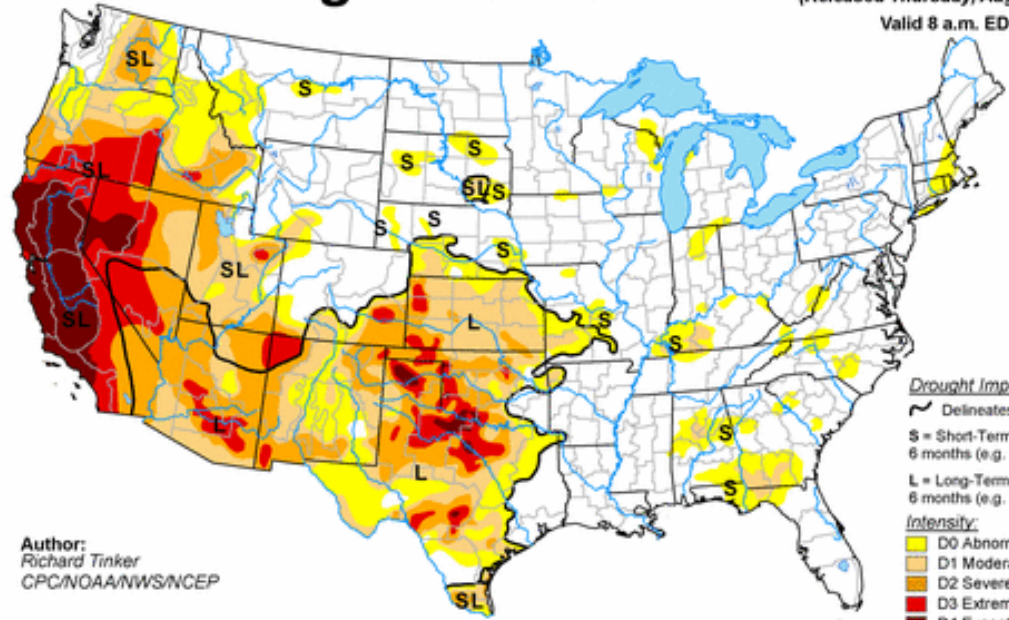 Valid 8 a.m. ED
SL
S
S
S
SL
SL S
S
S
S
SL
SL
L
S
S
L
S
L
S
SL
Author:
Richard Tinker
CPC/NOAA/NWS/NCEP
Drought Imp
Delineates
S = Short-Term
6 months (e.g.
L = Long-Term
6 months (e.g.
Intensity:
D0 Abnorm
D1 Modera
D2 Severe
D3 Extrem